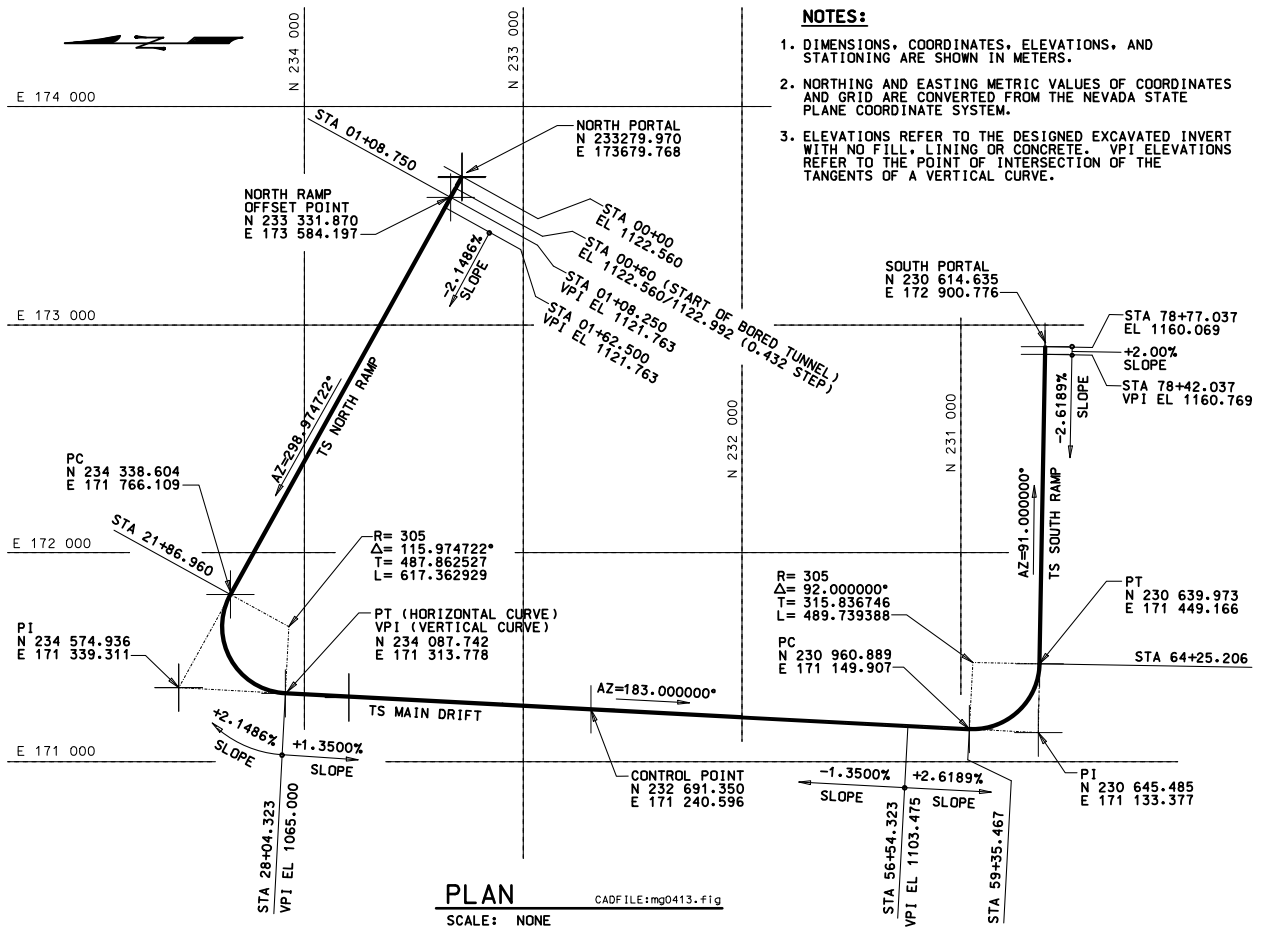 NOTES:
1. DIMENSIONS, COORDINATES, ELEVATIONS, AND
STATIONING ARE SHOWN IN METERS.
2. NORTHING AND EASTING METRIC VALUES OF COORDINATES
AND GRID ARE CONVERTED FROM THE NEVADA STATE
PLANE COORDINATE SYSTEM.
3. ELEVATIONS REFER TO THE DESIGNED EXCAVATED INVERT
WITH NO FILL, LINING OR CONCRETE. VPI ELEVATIONS
REFER TO THE POINT OF INTERSECTION OF THE
TANGENTS OF A VERTICAL CURVE.
N
N 234 000
N 233 000
E 174 000
STA 01+08.750
NORTH PORTAL
N 233279.970
E 173679.768
NORTH RAMP
OFFSET POINT
N 233 331.870
E 173 584.197
STA 00+00
EL 1122.560
STA 00+60 (START OF BORED TUNNEL)
EL 1122.560/1122.992 (0.432 STEP)
STA 01+08.250
VPI EL 1121.763
STA 01+62.500
VPI EL 1121.763
-2.1486%
SLOPE
SOUTH PORTAL
N 230 614.635
E 172 900.776
E 173 000
STA 78+77.037
EL 1160.069
+2.00%
SLOPE
STA 78+42.037
VPI EL 1160.769
-2.6189%
SLOPE
AZ=298.974722°
TS NORTH RAMP
N 232 000
N 231 000
PC
N 234 338.604
E 171 766.109
STA 21+86.960
E 172 000
R= 305
Δ= 115.974722°
T= 487.862527
L= 617.362929
AZ=91.000000°
TS SOUTH RAMP
R= 305
Δ= 92.000000°
T= 315.836746
L= 489.739388
PT
N 230 639.973
E 171 449.166
PI
N 234 574.936
E 171 339.311
PT (HORIZONTAL CURVE)
VPI (VERTICAL CURVE)
N 234 087.742
E 171 313.778
PC
N 230 960.889
E 171 149.907
STA 64+25.206
AZ=183.000000°
TS MAIN DRIFT
E 171 000
+2.1486%
SLOPE
+1.3500%
SLOPE
CONTROL POINT
N 232 691.350
E 171 240.596
-1.3500%
SLOPE
+2.6189%
SLOPE
PI
N 230 645.485
E 171 133.377
STA 28+04.323
VPI EL 1065.000
STA 56+54.323
VPI EL 1103.475
STA 59+35.467
PLAN
CADFILE:mg0413.fig
SCALE: NONE